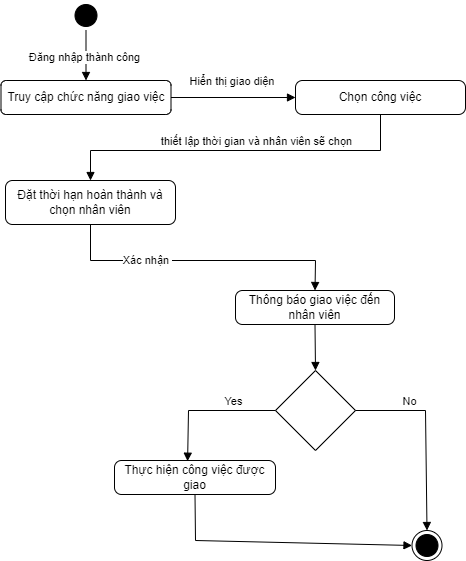 Đăng nhập thành công
Hiển thị giao diện
Truy cập chức năng giao việc
Chọn công việc
thiết lập thời gian và nhân viên sẽ chọn
Đặt thời hạn hoàn thành và
chọn nhân viên
Xác nhận
Thông báo giao việc đến
nhân viên
Yes
No
Thực hiện công việc được
giao